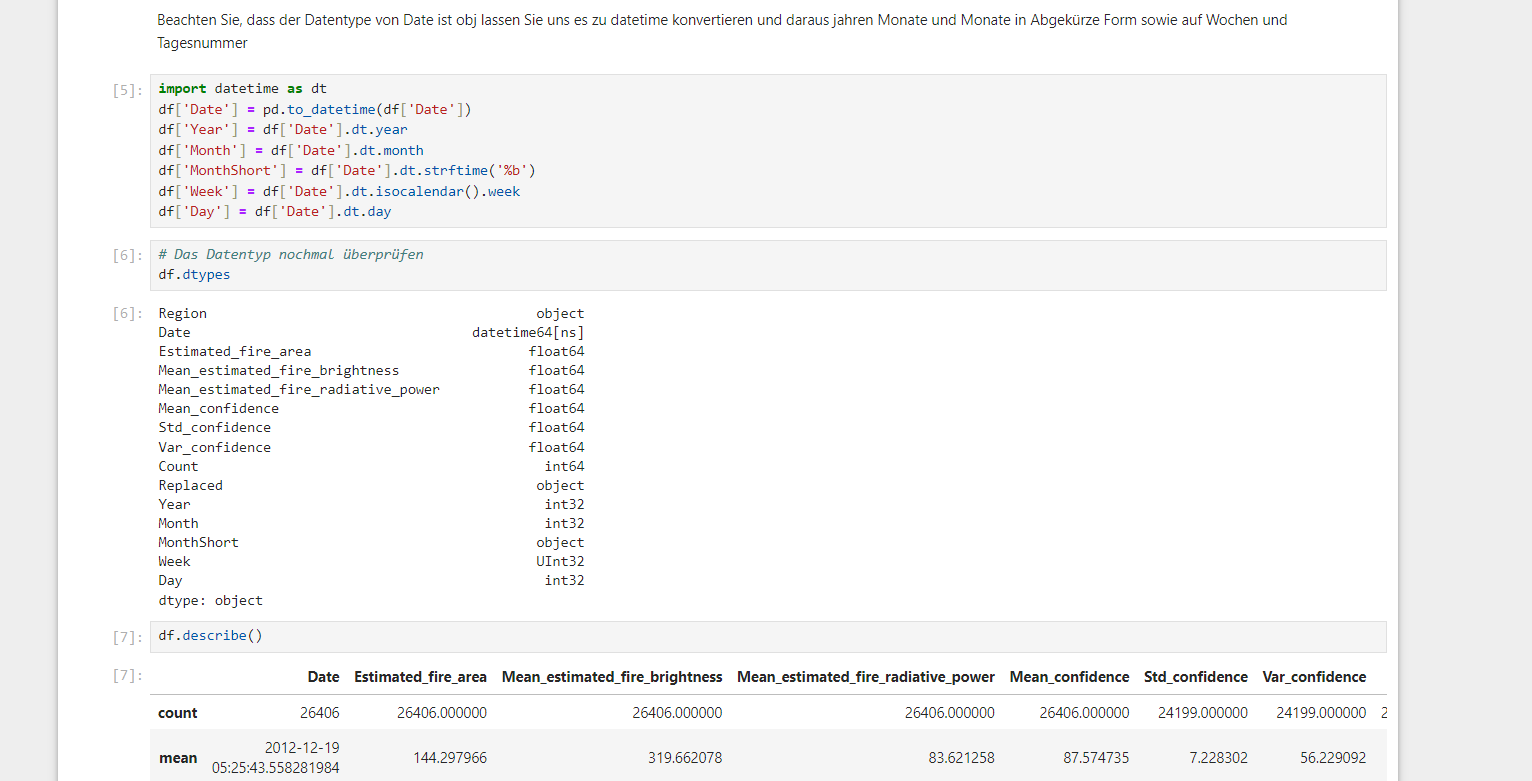 Beachten Sie, dass der Datentype von Date ist obj lassen Sie uns es zu datetime konvertieren und daraus jahren Monate und Monate in Abgekürze Form sowie auf Wochen und
Tagesnummer
[5]: import datetime as dt
df['Date'] = pd.to_datetime(df['Date'])
df['Year'] = df['Date'].dt.year
df['Month'] = df['Date'].dt.month
df['MonthShort'] = df['Date'].dt.strftime('%b')
df['Week'] = df['Date'].dt.isocalendar().week
df['Day'] = df['Date'].dt.day
[6]: # Das Datentyp nochmal überprüfen
df.dtypes
[6]: Region object
Date datetime64[ns]
Estimated_fire_area float64
Mean_estimated_fire_brightness float64
Mean_estimated_fire_radiative_power float64
Mean_confidence float64
Std_confidence float64
Var_confidence float64
Count int64
Replaced object
Year int32
Month int32
MonthShort object
Week UInt32
Day int32
dtype: object
[7]: df.describe()
[7]: Date Estimated_fire_area Mean_estimated_fire_brightness Mean_estimated_fire_radiative_power Mean_confidence Std_confidence Var_confidence
count 26406 26406.000000 26406.000000 26406.000000 26406.000000 24199.000000 24199.000000 2
mean 2012-12-19 05:25:43.558281984 144.297966 319.662078 83.621258 87.574735 7.228302 56.229092